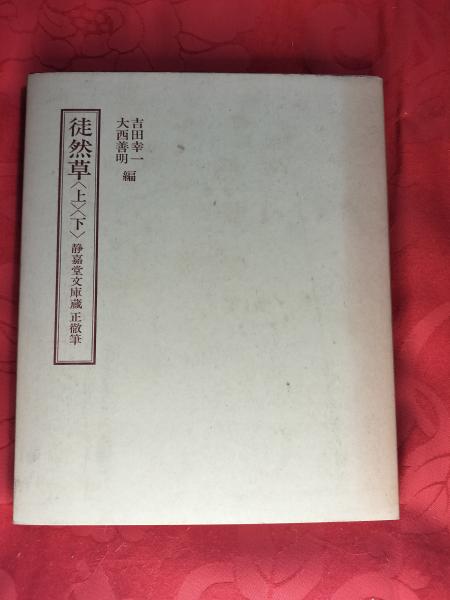 吉田幸一
大西善明 編
徒然草〈上〉〈下〉 静嘉堂文庫蔵 正徹筆